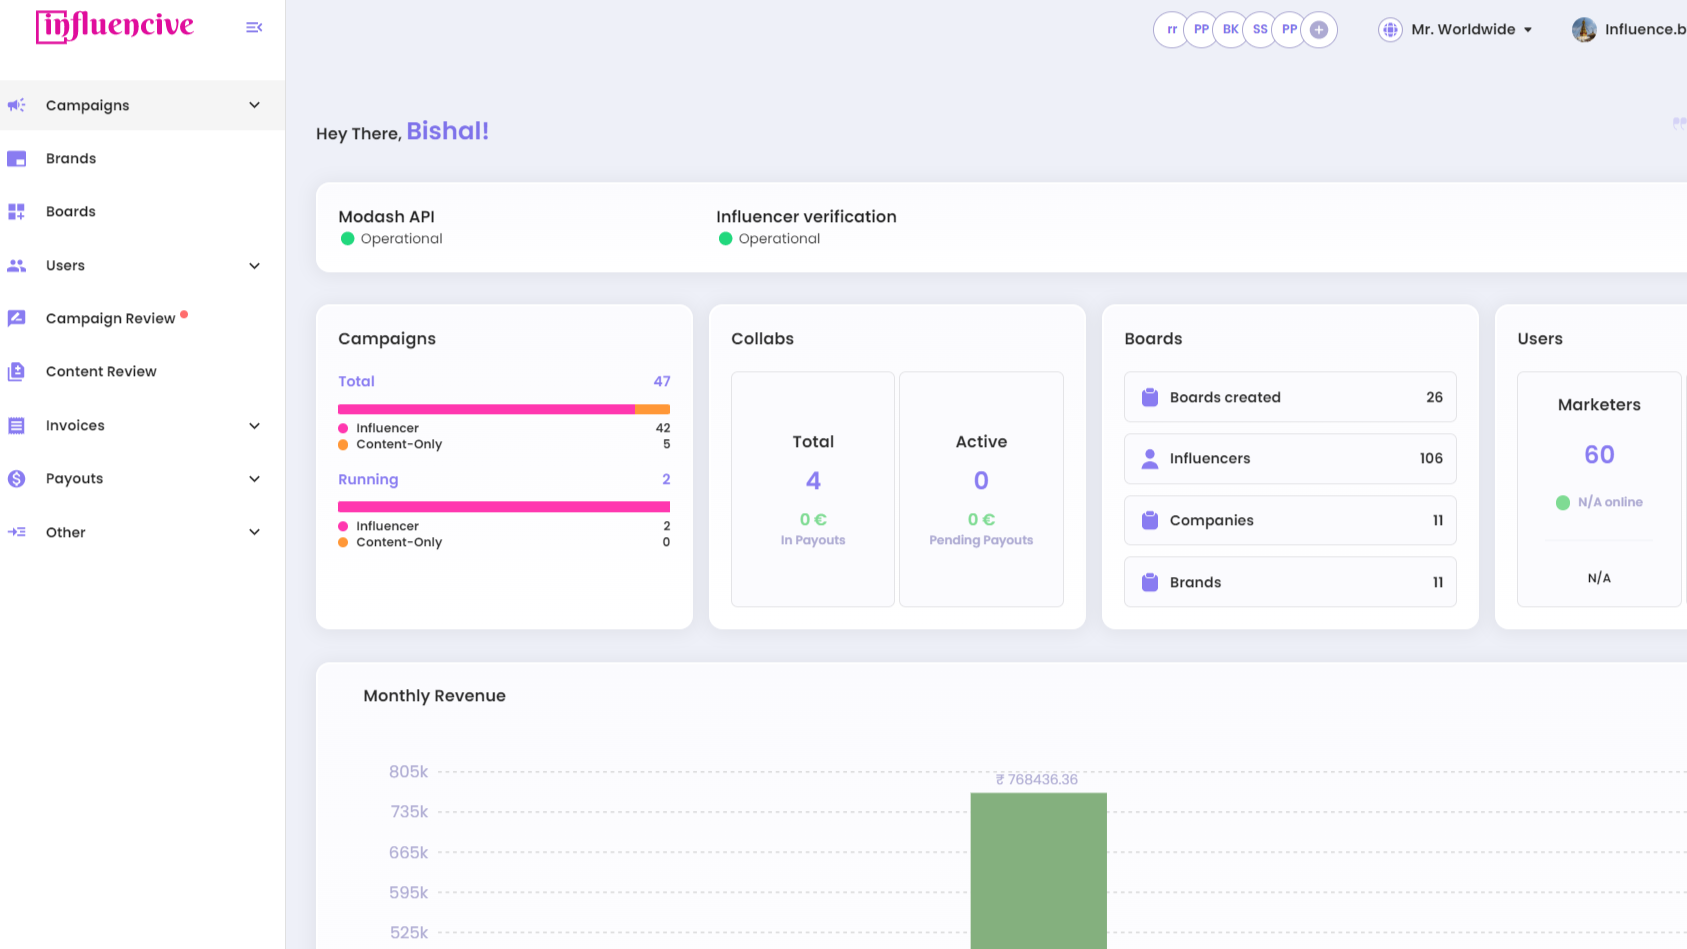 influencive
rr PP BK SS PP
Mr. Worldwide
Influence.b
Campaigns
Brands
Boards
Users
Campaign Review
Content Review
Invoices
Payouts
Other
Hey There, Bishal!
Modash API
Operational
Influencer verification
Operational
Campaigns
Total 47
Influencer 42
Content-Only 5
Running 2
Influencer 2
Content-Only 0
Collabs
Total
4
0 €
In Payouts
Active
0
0 €
Pending Payouts
Boards
Boards created 26
Influencers 106
Companies 11
Brands 11
Users
Marketers
60
N/A online
N/A
Monthly Revenue
805k
₹ 768436.36
735k
665k
595k
525k